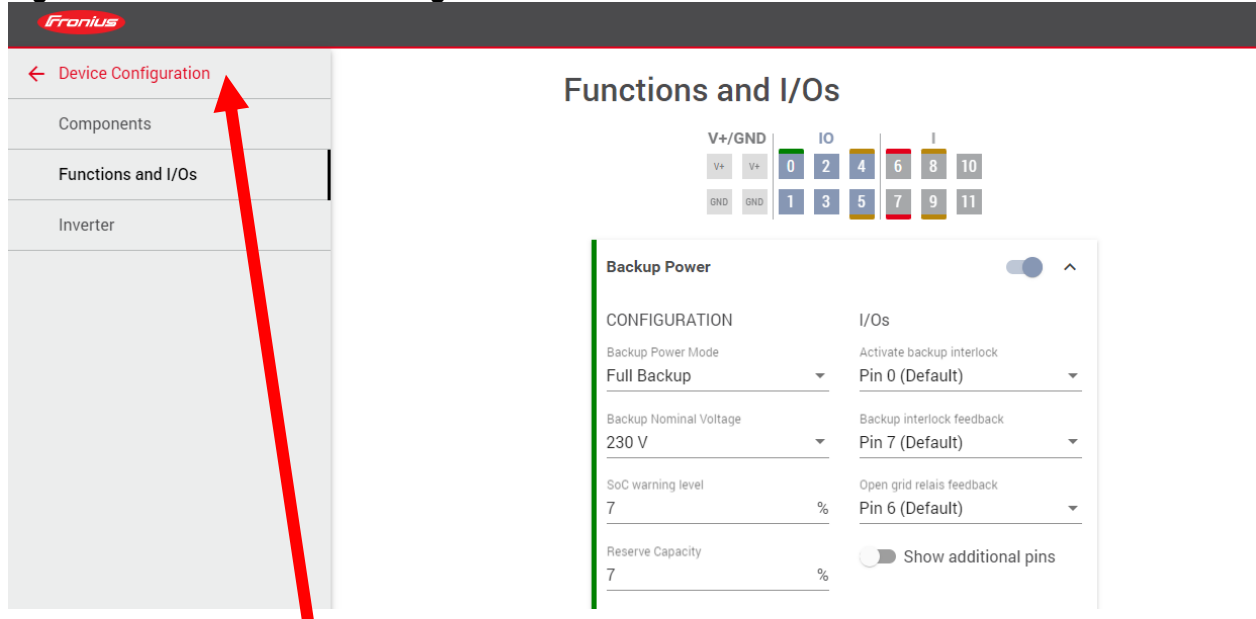 Fronius
Device Configuration
Components
Functions and I/Os
Inverter
Functions and I/Os
V+/GND IO I
V+ V+ 0 2 4 6 8 10
GND GND 1 3 5 7 9 11
Backup Power
CONFIGURATION
Backup Power Mode
Full Backup
Backup Nominal Voltage
230 V
SoC warning level
7 %
Reserve Capacity
7 %
I/Os
Activate backup interlock
Pin 0 (Default)
Backup interlock feedback
Pin 7 (Default)
Open grid relais feedback
Pin 6 (Default)
Show additional pins